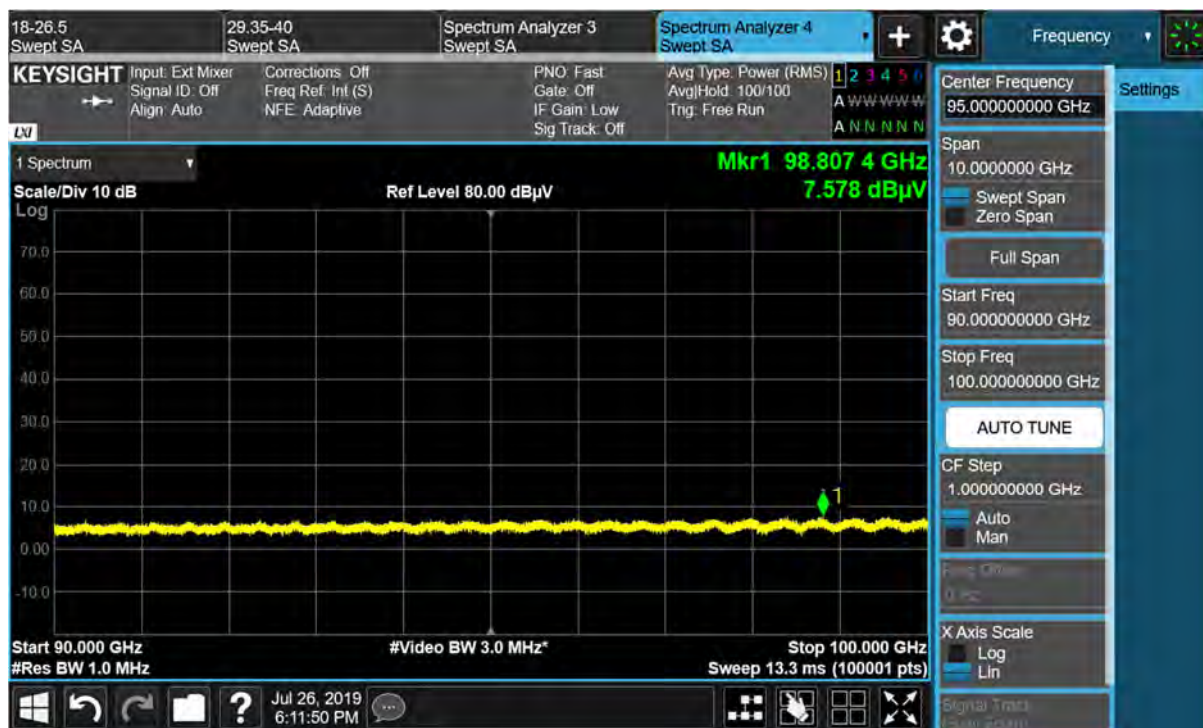 18-26.5
Swept SA
29.35-40
Swept SA
Spectrum Analyzer 3
Swept SA
Spectrum Analyzer 4
Swept SA
Frequency
KEYSIGHT
LXI
Input: Ext Mixer
Signal ID: Off
Align: Auto
Corrections: Off
Freq Ref: Int (S)
NFE: Adaptive
PNO: Fast
Gate: Off
IF Gain: Low
Sig Track: Off
Avg Type: Power (RMS)
Avg|Hold: 100/100
Trig: Free Run
1 2 3 4 5 6
A W W W W W
A N N N N N
1 Spectrum
Mkr1 98.807 4 GHz
Scale/Div 10 dB
Ref Level 80.00 dBµV
7.578 dBµV
Log
70.0
60.0
50.0
40.0
30.0
20.0
10.0
0.00
-10.0
1
Start 90.000 GHz
#Video BW 3.0 MHz*
Stop 100.000 GHz
#Res BW 1.0 MHz
Sweep 13.3 ms (100001 pts)
Center Frequency
95.000000000 GHz
Settings
Span
10.0000000 GHz
Swept Span
Zero Span
Full Span
Start Freq
90.000000000 GHz
Stop Freq
100.000000000 GHz
AUTO TUNE
CF Step
1.000000000 GHz
Auto
Man
Freq Offset
0 Hz
X Axis Scale
Log
Lin
Signal Track
?
Jul 26, 2019
6:11:50 PM